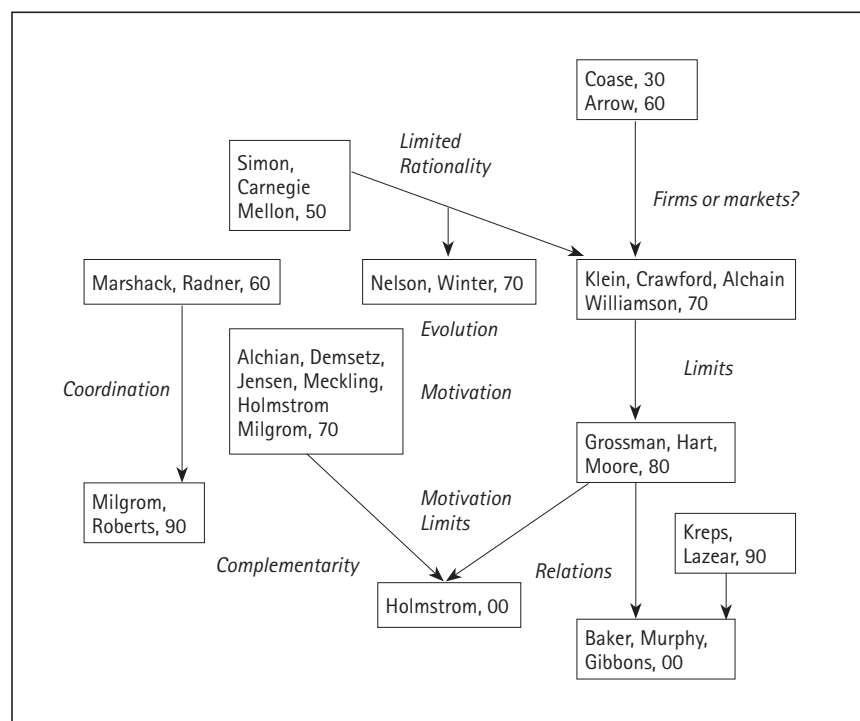 Coase, 30
Arrow, 60
Limited
Rationality
Simon,
Carnegie
Mellon, 50
Firms or markets?
Marshack, Radner, 60
Nelson, Winter, 70
Klein, Crawford, Alchain
Williamson, 70
Evolution
Alchian, Demsetz,
Jensen, Meckling,
Holmstrom
Milgrom, 70
Coordination
Motivation
Limits
Grossman, Hart,
Moore, 80
Milgrom,
Roberts, 90
Motivation
Limits
Kreps,
Lazear, 90
Complementarity
Relations
Holmstrom, 00
Baker, Murphy,
Gibbons, 00